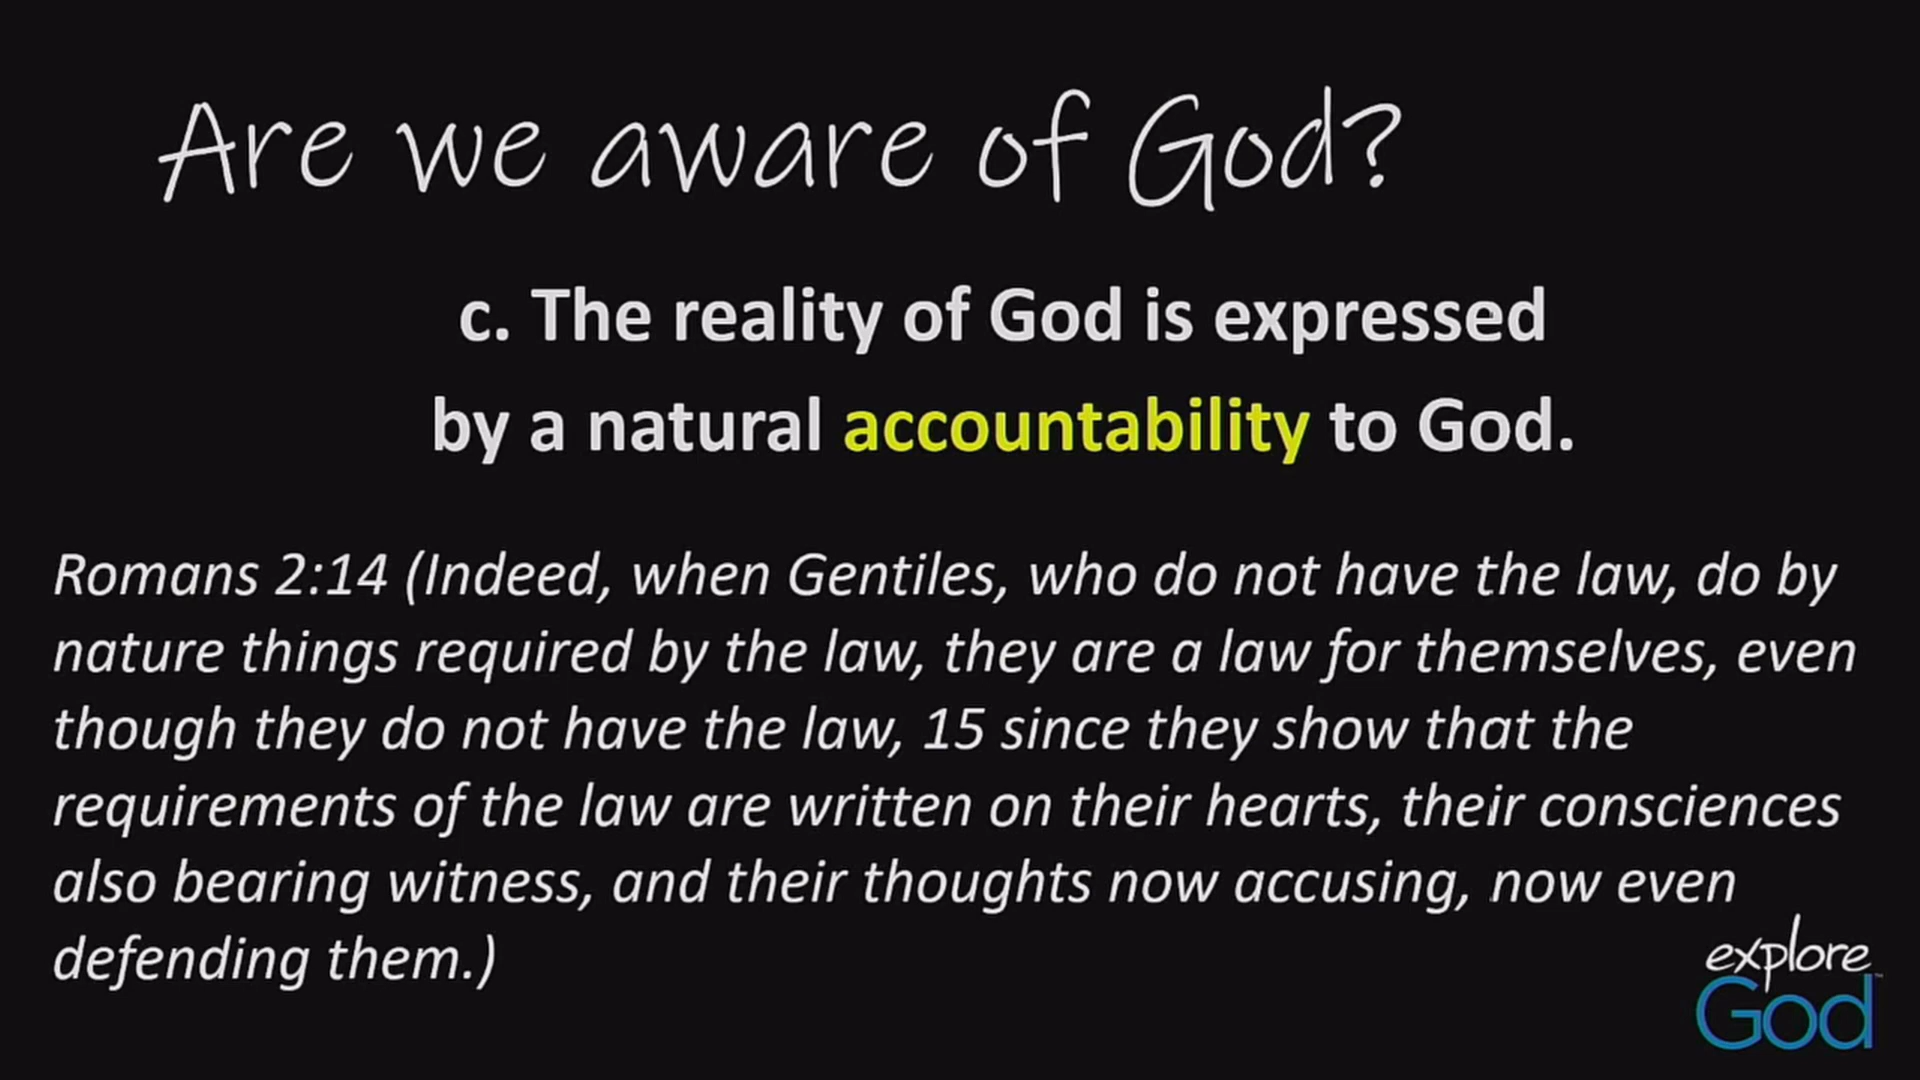 Are we aware of God?
c. The reality of God is expressed
by a natural accountability to God.
Romans 2:14 (Indeed, when Gentiles, who do not have the law, do by
nature things required by the law, they are a law for themselves, even
though they do not have the law, 15 since they show that the
requirements of the law are written on their hearts, their consciences
also bearing witness, and their thoughts now accusing, now even
defending them.)
explore
God™